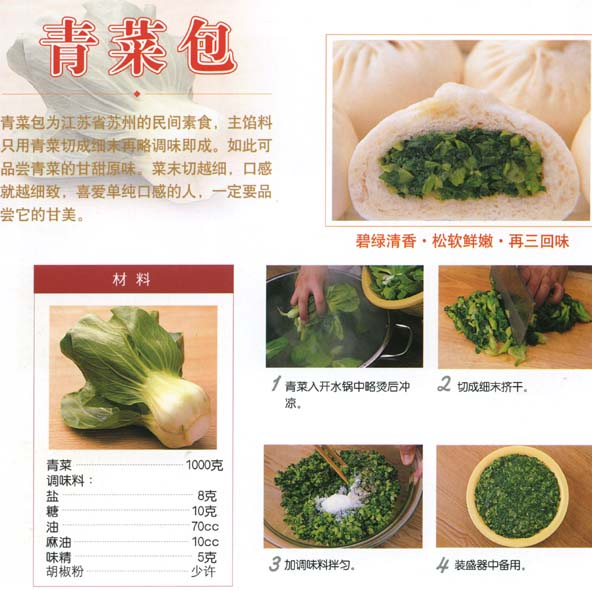 青菜包
青菜包为江苏省苏州的民间素食，主馅料
只用青菜切成细末再略调味即成。如此可
品尝青菜的甘甜原味。菜末切越细，口感
就越细致，喜爱单纯口感的人，一定要品
尝它的甘美。
碧绿清香·松软鲜嫩·再三回味
材料
青菜 1000克
调味料：
盐 8克
糖 10克
油 70cc
麻油 10cc
味精 5克
胡椒粉 少许
1 青菜入开水锅中略烫后冲
凉。
2 切成细末挤干。
3 加调味料拌匀。
4 装盛器中备用。